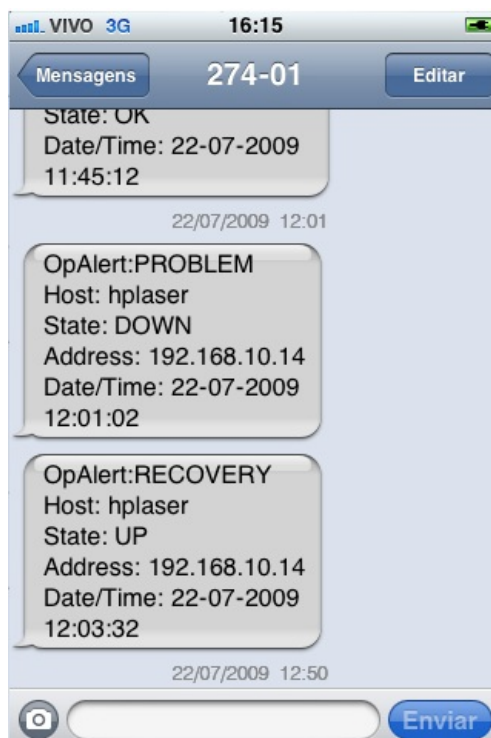 VIVO 3G 16:15
Mensagens 274-01 Editar
State: OK
Date/Time: 22-07-2009
11:45:12
22/07/2009 12:01
OpAlert:PROBLEM
Host: hplaser
State: DOWN
Address: 192.168.10.14
Date/Time: 22-07-2009
12:01:02
OpAlert:RECOVERY
Host: hplaser
State: UP
Address: 192.168.10.14
Date/Time: 22-07-2009
12:03:32
22/07/2009 12:50
Enviar